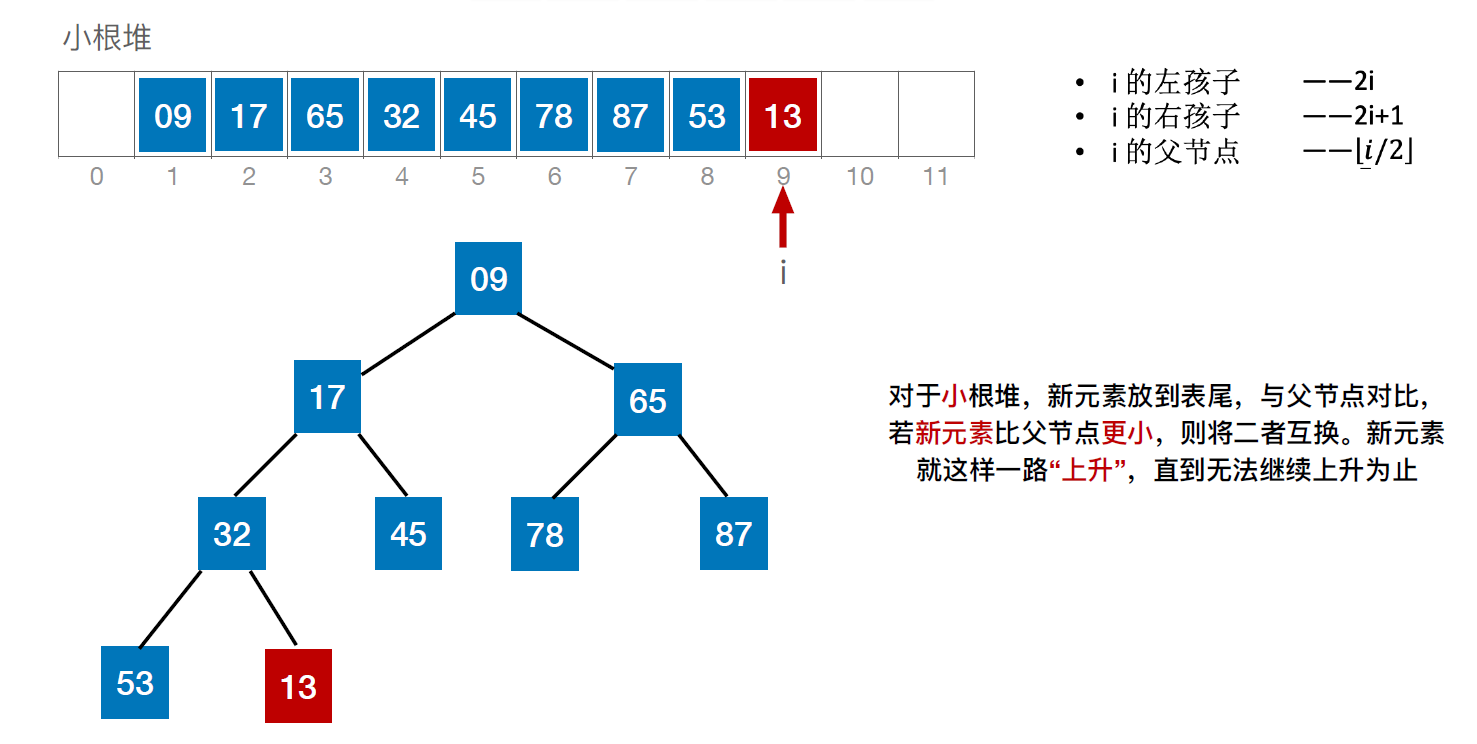 小根堆
09 17 65 32 45 78 87 53 13
0 1 2 3 4 5 6 7 8 9 10 11
i
• i 的左孩子 ——2i
• i 的右孩子 ——2i+1
• i 的父节点 ——⌊i/2⌋
09
17 65
32 45 78 87
53 13
对于小根堆，新元素放到表尾，与父节点对比，
若新元素比父节点更小，则将二者互换。新元素
就这样一路“上升”，直到无法继续上升为止